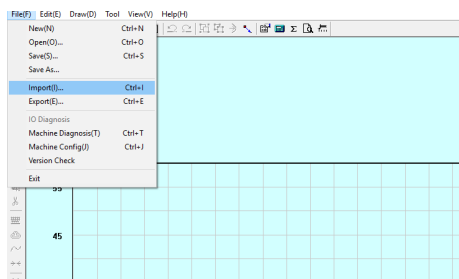 File(F) Edit(E) Draw(D) Tool View(V) Help(H)
New(N) Ctrl+N
Open(O)... Ctrl+O
Save(S)... Ctrl+S
Save As...
Import(I)... Ctrl+I
Export(E)... Ctrl+E
IO Diagnosis
Machine Diagnosis(T) Ctrl+T
Machine Config(J) Ctrl+J
Version Check
Exit
55
45